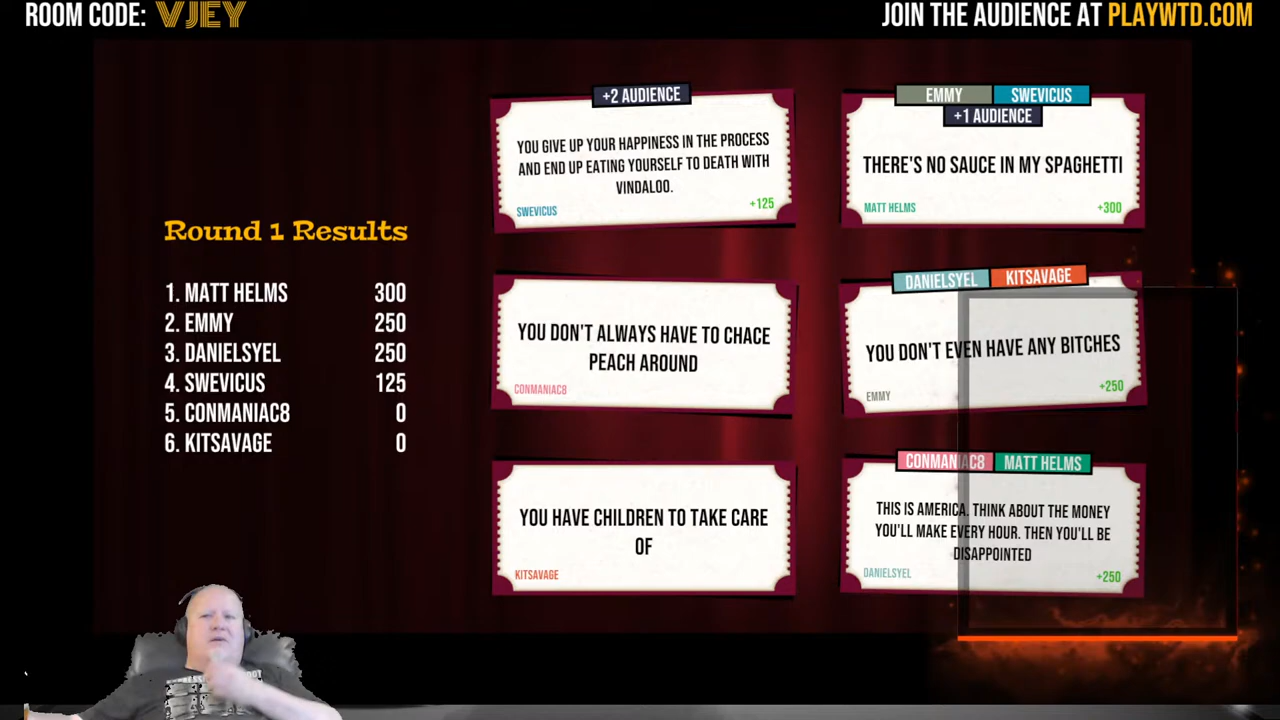 ROOM CODE: VJEY
JOIN THE AUDIENCE AT PLAYWTD.COM
Round 1 Results
1. MATT HELMS 300
2. EMMY 250
3. DANIELSYEL 250
4. SWEVICUS 125
5. CONMANIAC8 0
6. KITSAVAGE 0
+2 AUDIENCE
YOU GIVE UP YOUR HAPPINESS IN THE PROCESS
AND END UP EATING YOURSELF TO DEATH WITH
VINDALOO.
SWEVICUS +125
EMMY SWEVICUS
+1 AUDIENCE
THERE'S NO SAUCE IN MY SPAGHETTI
MATT HELMS +300
YOU DON'T ALWAYS HAVE TO CHACE
PEACH AROUND
CONMANIAC8
DANIELSYEL KITSAVAGE
YOU DON'T EVEN HAVE ANY BITCHES
+250
EMMY
YOU HAVE CHILDREN TO TAKE CARE
OF
KITSAVAGE
CONMANIAC8 MATT HELMS
THIS IS AMERICA. THINK ABOUT THE MONEY
YOU'LL MAKE EVERY HOUR. THEN YOU'LL BE
DISAPPOINTED
DANIELSYEL +250